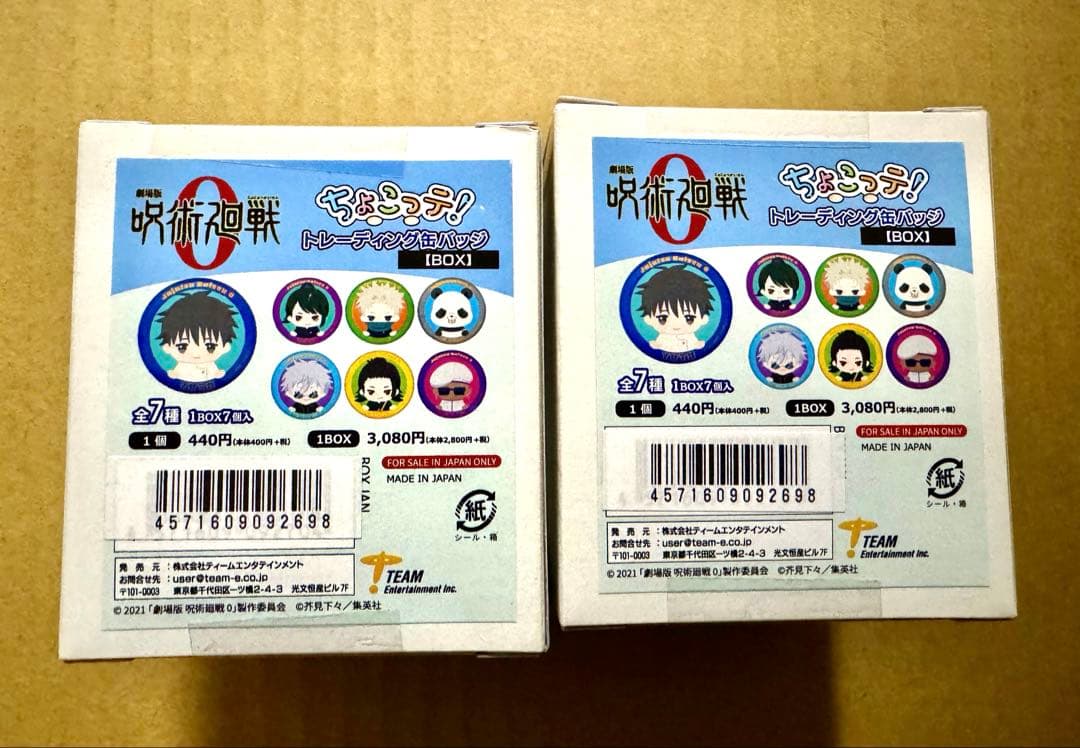 劇場版
呪術廻戦
0
ちょこっテ!
トレーディング缶バッジ
【BOX】
Jujutsu Kaisen 0
全7種 1BOX7個入
1個 440円(本体400円+税) 1BOX 3,080円(本体2,800円+税)
FOR SALE IN JAPAN ONLY
MADE IN JAPAN
4571609092698
紙
シール・箱
発 売 元 : 株式会社ティームエンタテインメント
お問合せ先 : user@team-e.co.jp
〒101-0003 東京都千代田区一ツ橋2-4-3 光文恒産ビル7F
TEAM
Entertainment Inc.
© 2021「劇場版 呪術廻戦 0」製作委員会 ©芥見下々/集英社
劇場版
呪術廻戦
0
ちょこっテ!
トレーディング缶バッジ
【BOX】
Jujutsu Kaisen 0
全7種 1BOX7個入
1個 440円(本体400円+税) 1BOX 3,080円(本体2,800円+税)
FOR SALE IN JAPAN ONLY
MADE IN JAPAN
4571609092698
紙
シール・箱
発 売 元 : 株式会社ティームエンタテインメント
お問合せ先 : user@team-e.co.jp
〒101-0003 東京都千代田区一ツ橋2-4-3 光文恒産ビル7F
TEAM
Entertainment Inc.
© 2021「劇場版 呪術廻戦 0」製作委員会 ©芥見下々/集英社